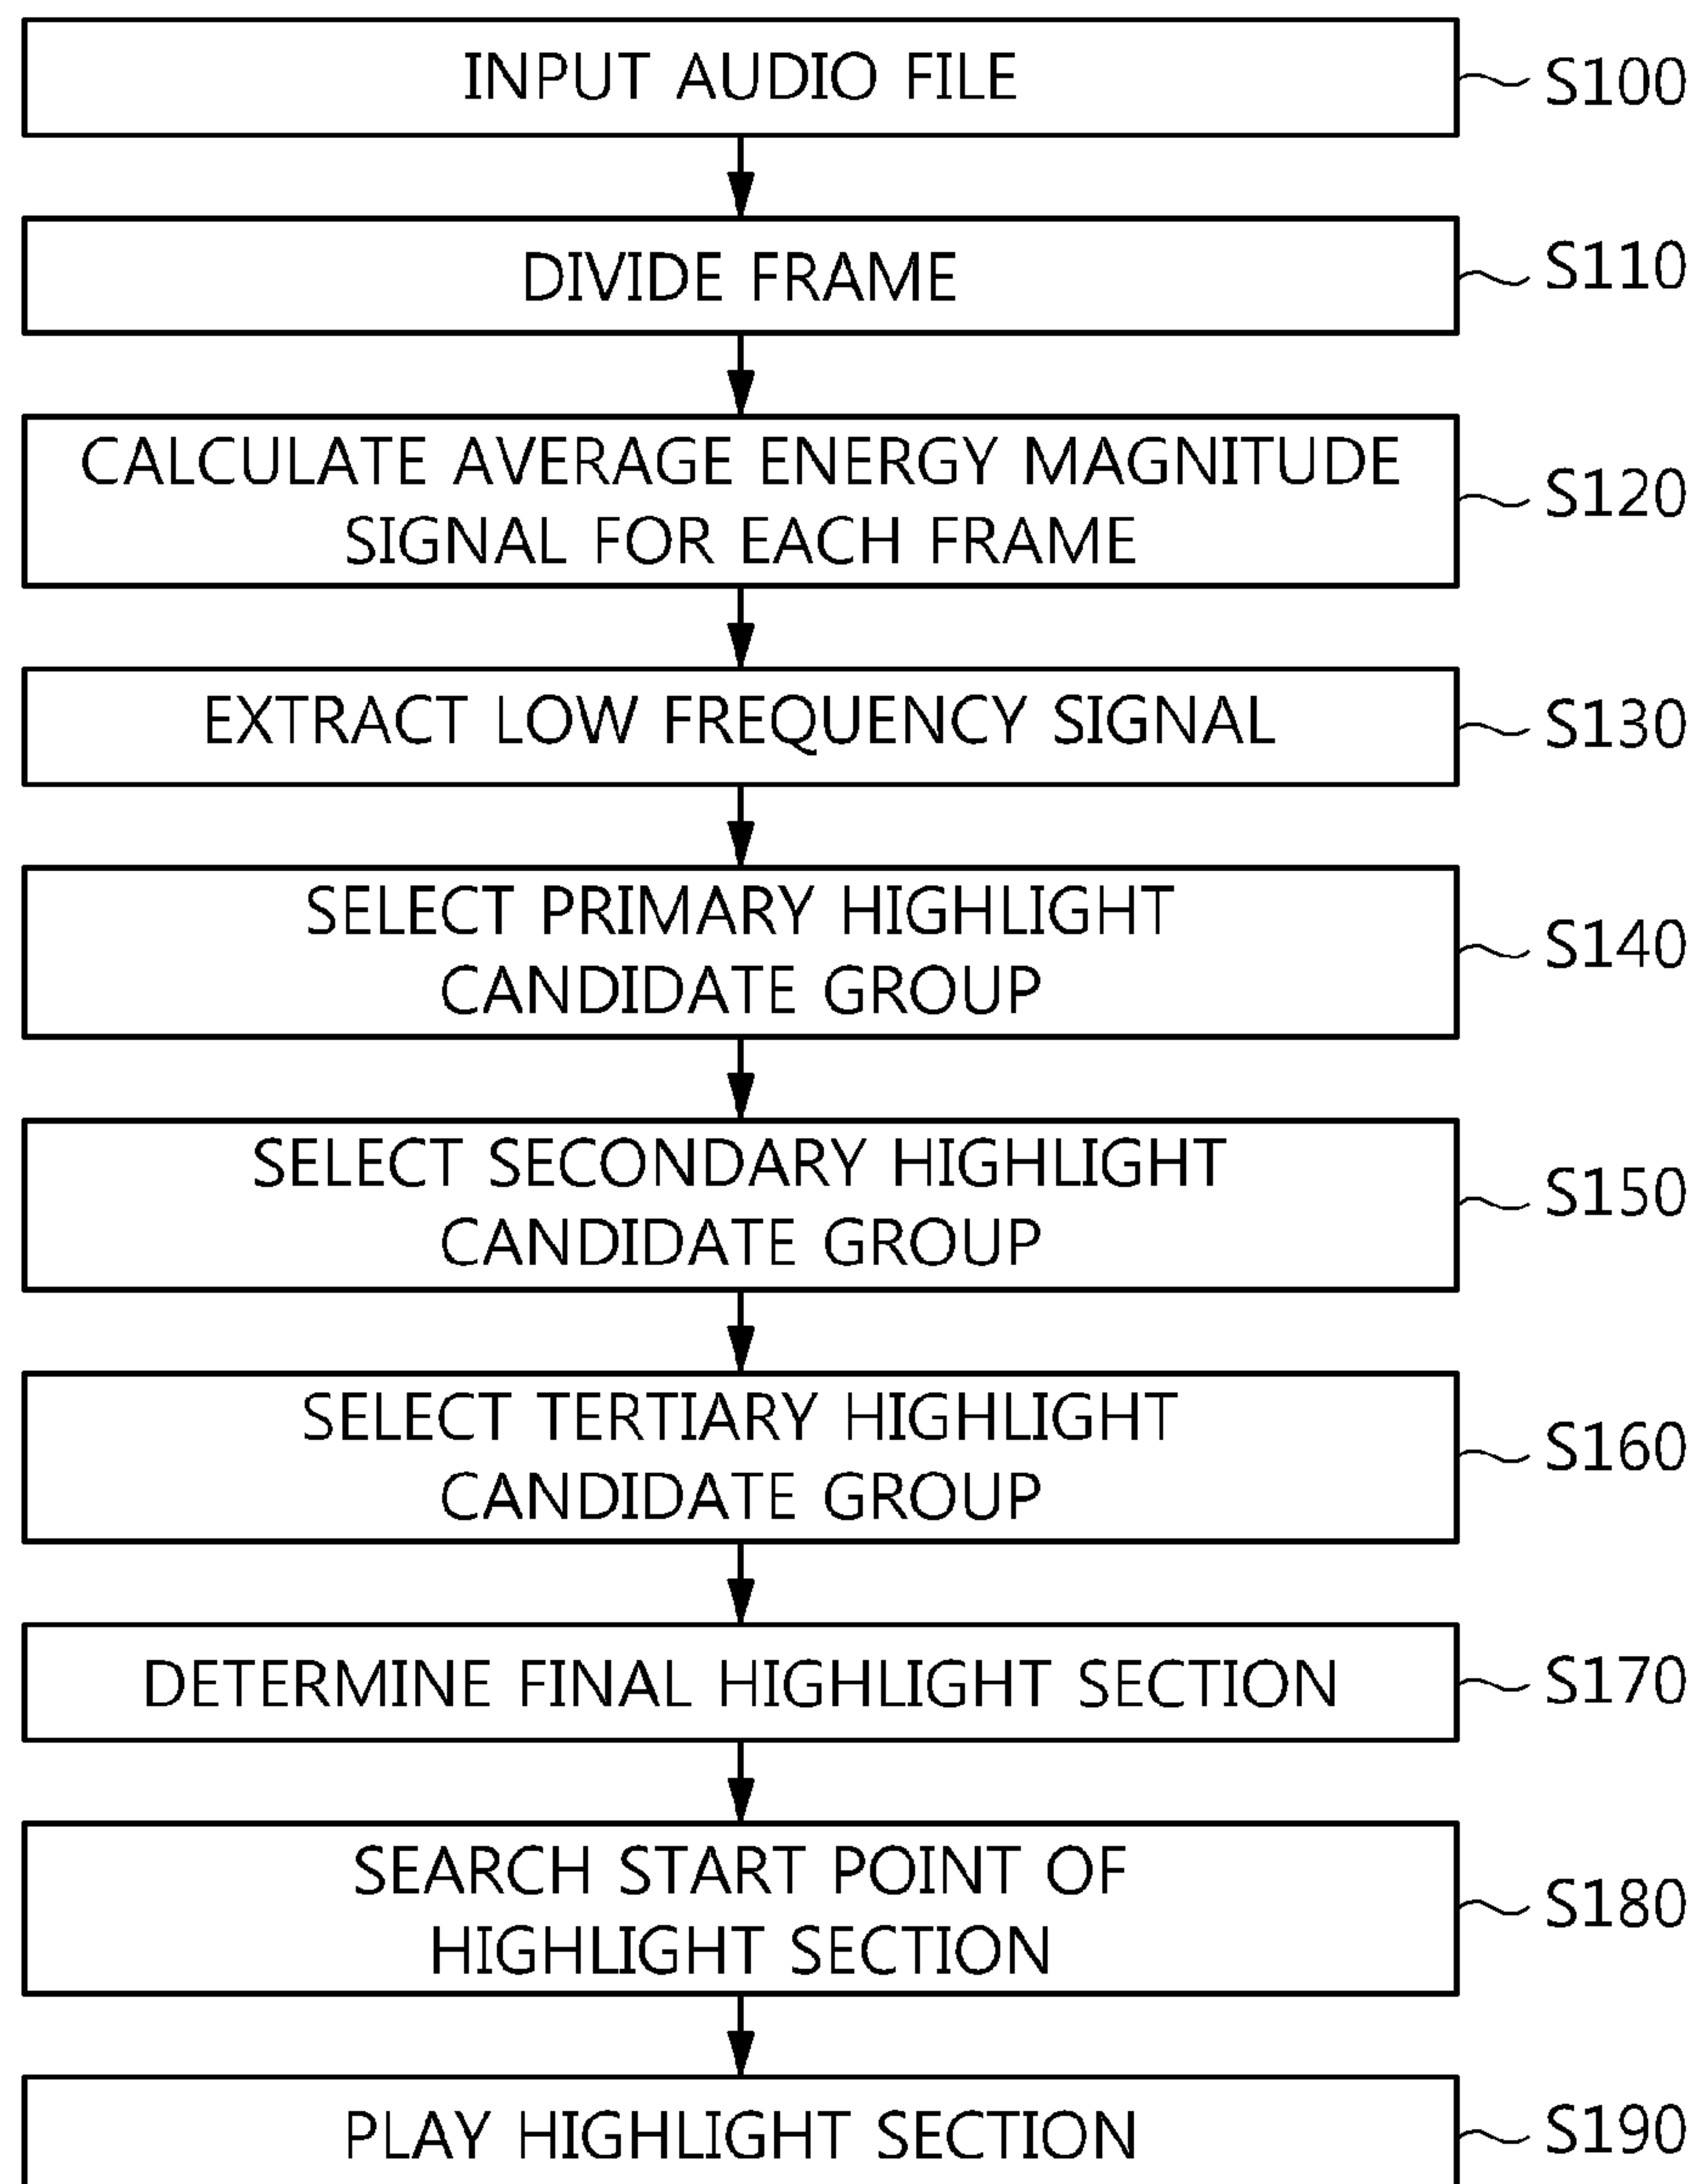 INPUT AUDIO FILE
S100
DIVIDE FRAME
S110
CALCULATE AVERAGE ENERGY MAGNITUDE
SIGNAL FOR EACH FRAME
S120
EXTRACT LOW FREQUENCY SIGNAL
S130
SELECT PRIMARY HIGHLIGHT
CANDIDATE GROUP
S140
SELECT SECONDARY HIGHLIGHT
CANDIDATE GROUP
S150
SELECT TERTIARY HIGHLIGHT
CANDIDATE GROUP
S160
DETERMINE FINAL HIGHLIGHT SECTION
S170
SEARCH START POINT OF
HIGHLIGHT SECTION
S180
PLAY HIGHLIGHT SECTION
S190